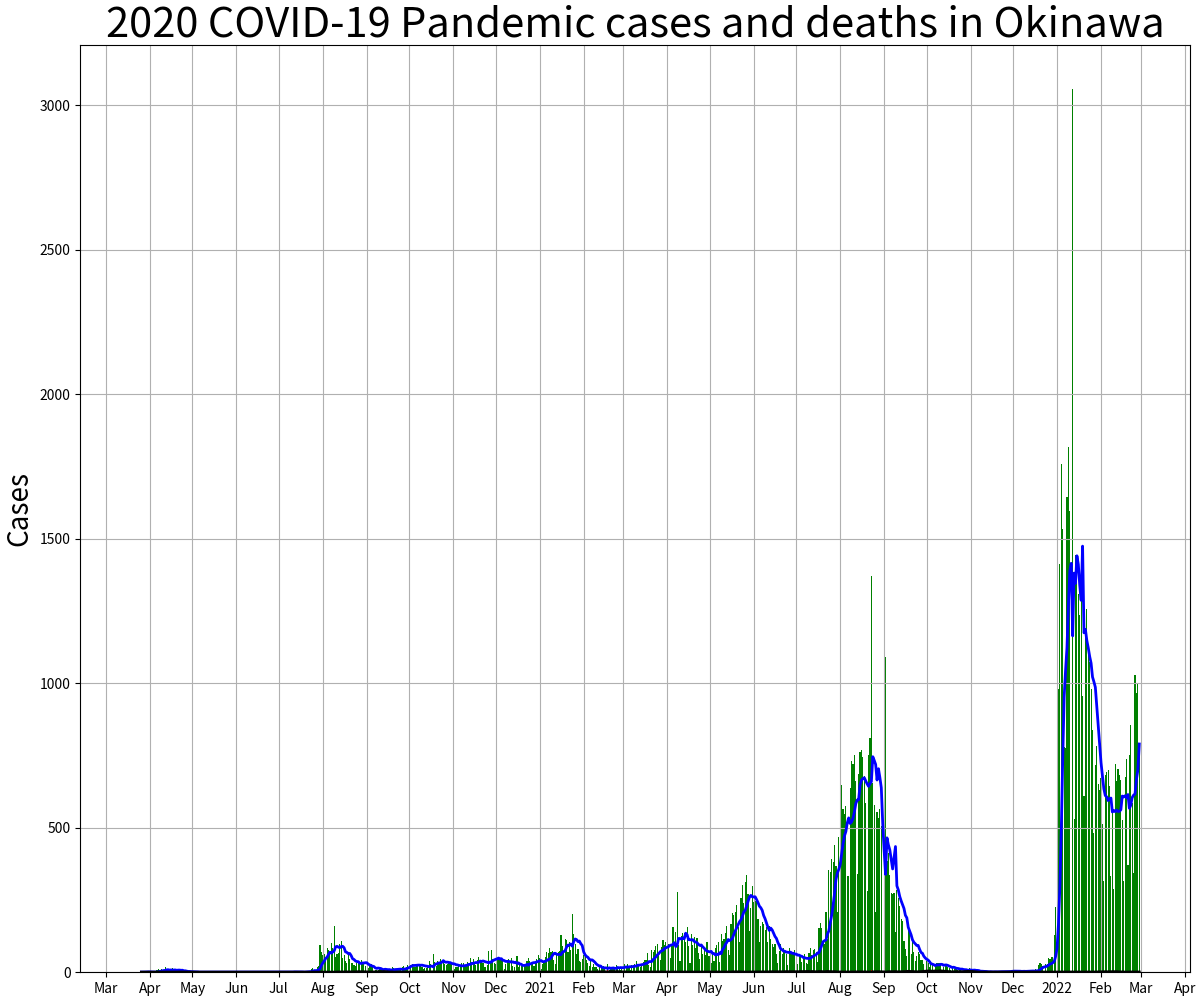 2020 COVID-19 Pandemic cases and deaths in Okinawa
3000
2500
2000
1500
1000
500
0
Cases
Mar Apr May Jun Jul Aug Sep Oct Nov Dec 2021 Feb Mar Apr May Jun Jul Aug Sep Oct Nov Dec 2022 Feb Mar Apr